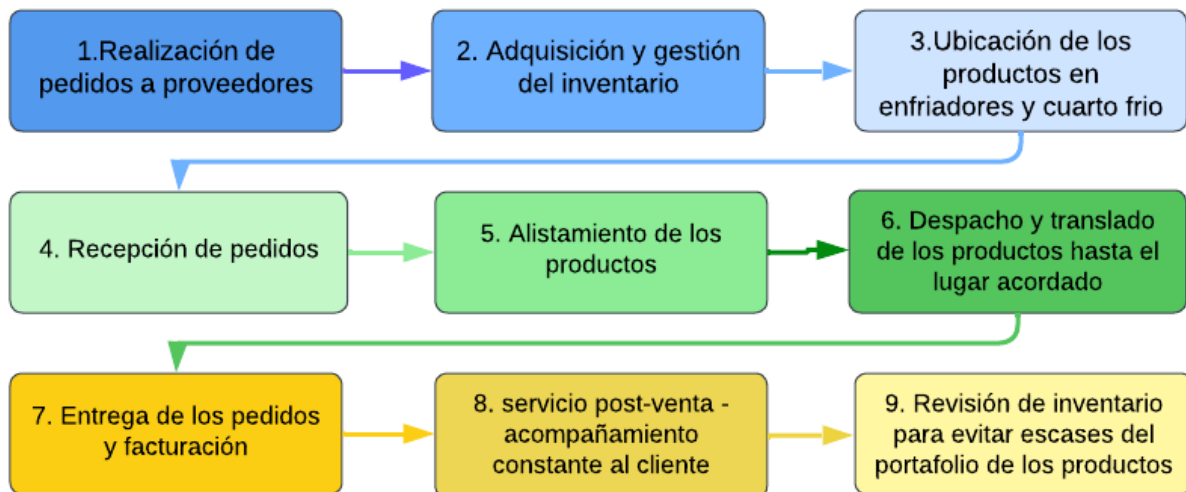 1.Realización de
pedidos a proveedores
2. Adquisición y gestión
del inventario
3.Ubicación de los
productos en
enfriadores y cuarto frio
4. Recepción de pedidos
5. Alistamiento de los
productos
6. Despacho y translado
de los productos hasta el
lugar acordado
7. Entrega de los pedidos
y facturación
8. servicio post-venta -
acompañamiento
constante al cliente
9. Revisión de inventario
para evitar escases del
portafolio de los productos